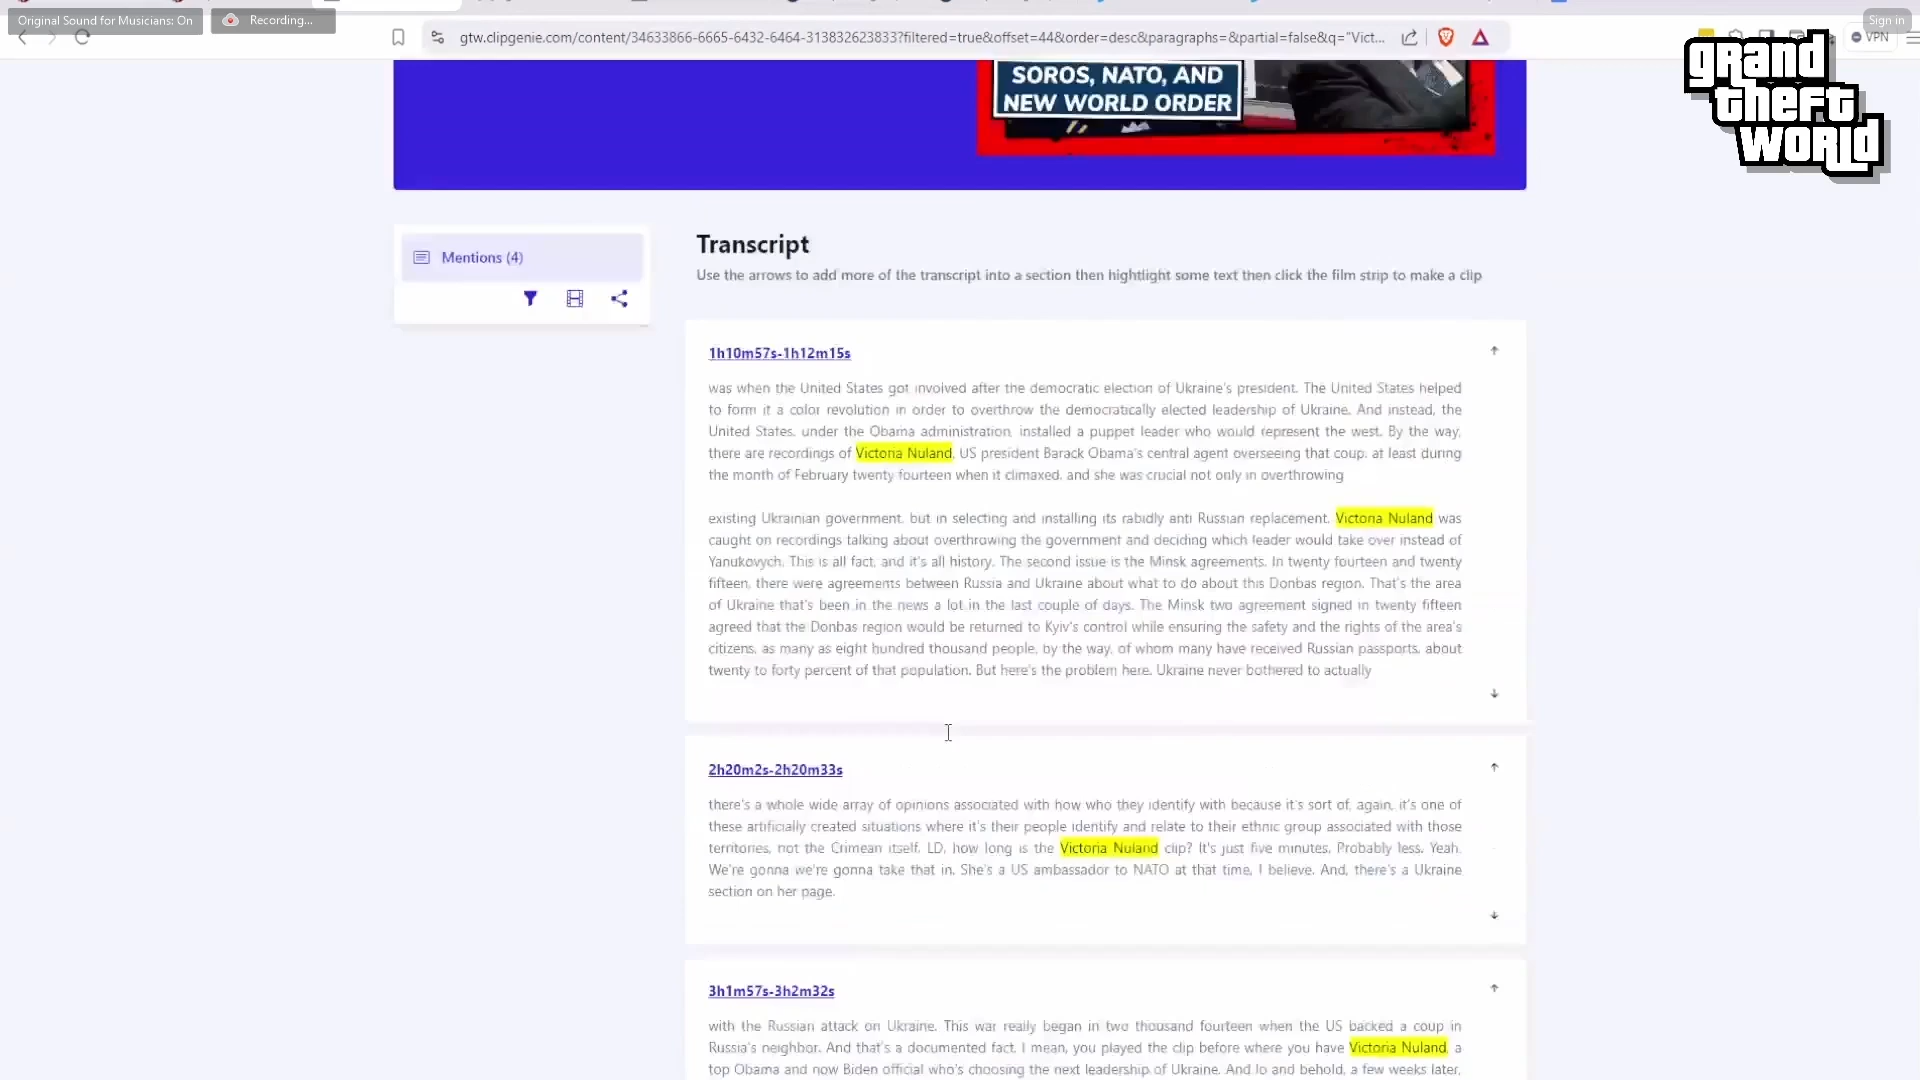 Original Sound for Musicians: On
Recording...
Sign in
gtw.clipgenie.com/content/34633866-6665-6432-6464-313832623833?filtered=true&offset=44&order=desc&paragraphs=&partial=false&q="Vict...
VPN
grand
theft
world
SOROS, NATO, AND
NEW WORLD ORDER
Mentions (4)
Transcript
Use the arrows to add more of the transcript into a section then highlight some text then click the film strip to make a clip
1h10m57s-1h12m15s
was when the United States got involved after the democratic election of Ukraine's president. The United States helped
to form it a color revolution in order to overthrow the democratically elected leadership of Ukraine. And instead, the
United States, under the Obama administration, installed a puppet leader who would represent the west. By the way,
there are recordings of Victoria Nuland, US president Barack Obama's central agent overseeing that coup, at least during
the month of February twenty fourteen when it climaxed, and she was crucial not only in overthrowing
existing Ukrainian government, but in selecting and installing its rabidly anti Russian replacement. Victoria Nuland was
caught on recordings talking about overthrowing the government and deciding which leader would take over instead of
Yanukovych. This is all fact, and it's all history. The second issue is the Minsk agreements. In twenty fourteen and twenty
fifteen, there were agreements between Russia and Ukraine about what to do about this Donbas region. That's the area
of Ukraine that's been in the news a lot in the last couple of days. The Minsk two agreement signed in twenty fifteen
agreed that the Donbas region would be returned to Kyiv's control while ensuring the safety and the rights of the area's
citizens, as many as eight hundred thousand people, by the way, of whom many have received Russian passports, about
twenty to forty percent of that population. But here's the problem here. Ukraine never bothered to actually
2h20m2s-2h20m33s
there's a whole wide array of opinions associated with how who they identify with because it's sort of, again, it's one of
these artificially created situations where it's their people identify and relate to their ethnic group associated with those
territories, not the Crimean itself. LD, how long is the Victoria Nuland clip? It's just five minutes. Probably less. Yeah.
We're gonna we're gonna take that in. She's a US ambassador to NATO at that time, I believe. And, there's a Ukraine
section on her page.
3h1m57s-3h2m32s
with the Russian attack on Ukraine. This war really began in two thousand fourteen when the US backed a coup in
Russia's neighbor. And that's a documented fact. I mean, you played the clip before where you have Victoria Nuland, a
top Obama and now Biden official who's choosing the next leadership of Ukraine. And lo and behold, a few weeks later,